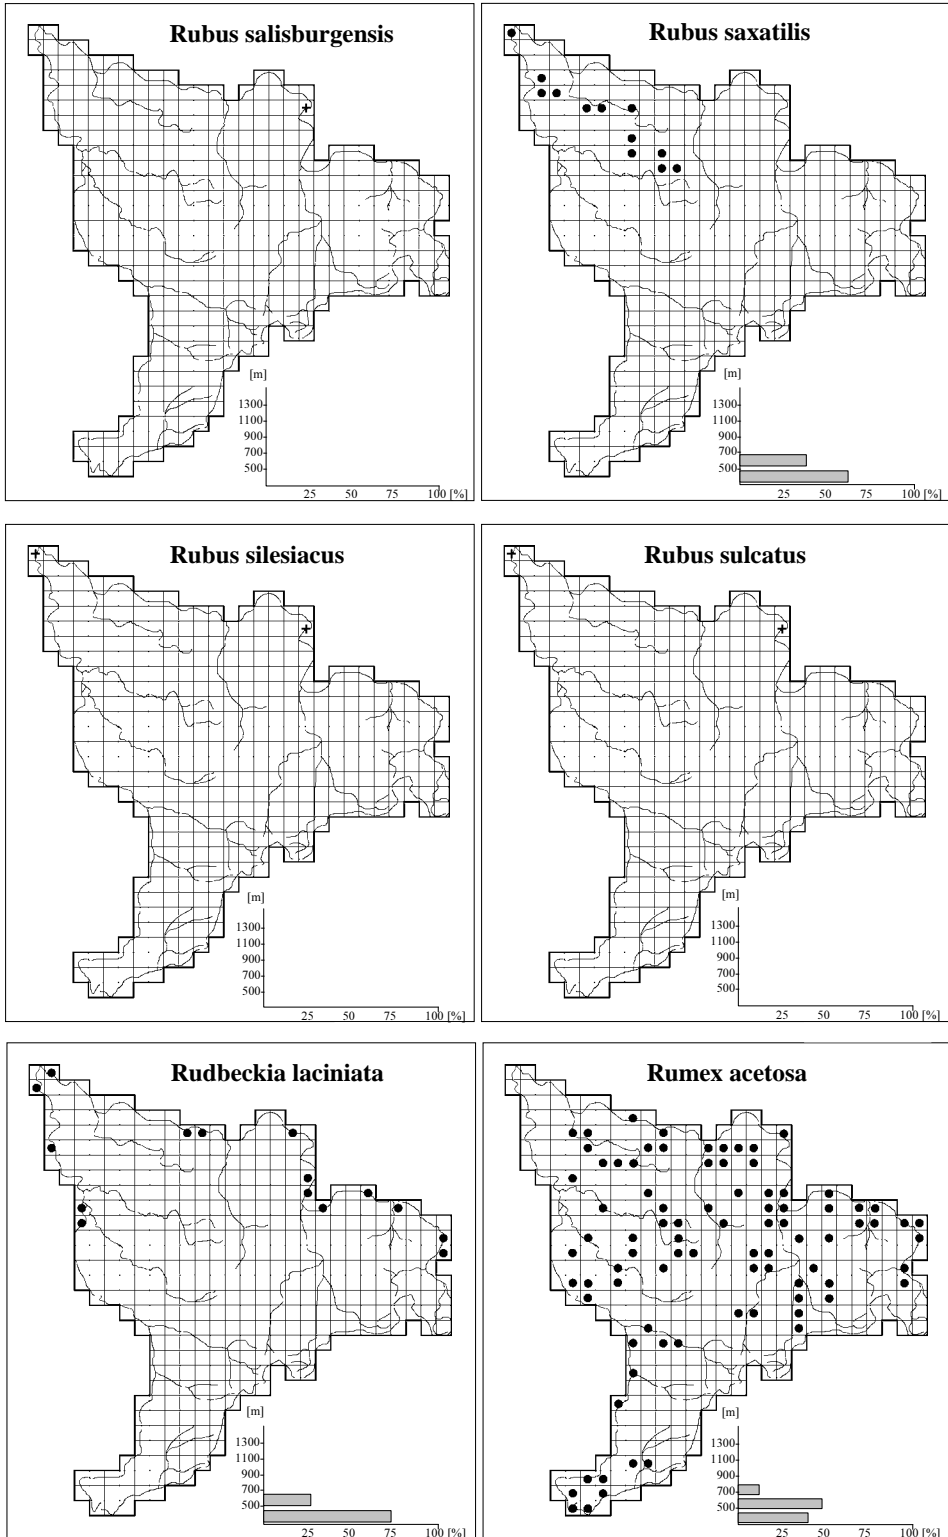 Rubus salisburgensis
[m]
1300
1100
900
700
500
25 50 75 100 [%]
Rubus saxatilis
[m]
1300
1100
900
700
500
25 50 75 100 [%]
Rubus silesiacus
[m]
1300
1100
900
700
500
25 50 75 100 [%]
Rubus sulcatus
[m]
1300
1100
900
700
500
25 50 75 100 [%]
Rudbeckia laciniata
[m]
1300
1100
900
700
500
25 50 75 100 [%]
Rumex acetosa
[m]
1300
1100
900
700
500
25 50 75 100 [%]